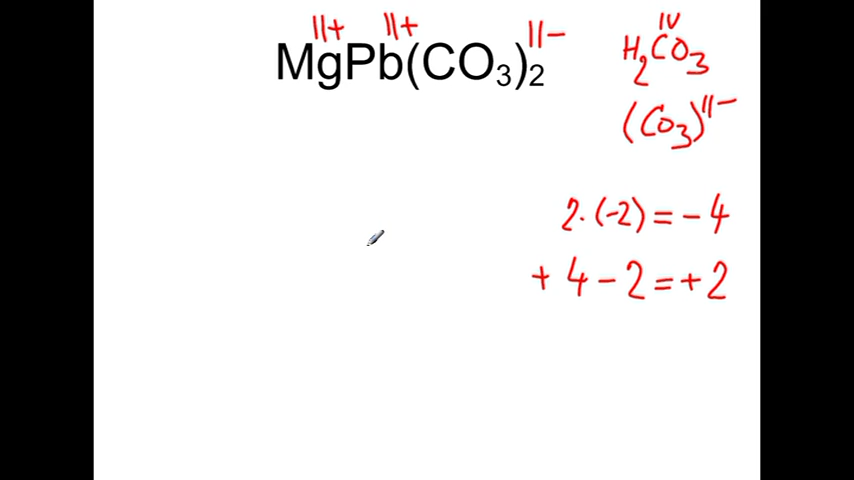 II+ II+ II-
MgPb(CO₃)₂
IV
H₂CO₃
(CO₃)II-
2·(-2)=-4
+4-2=+2